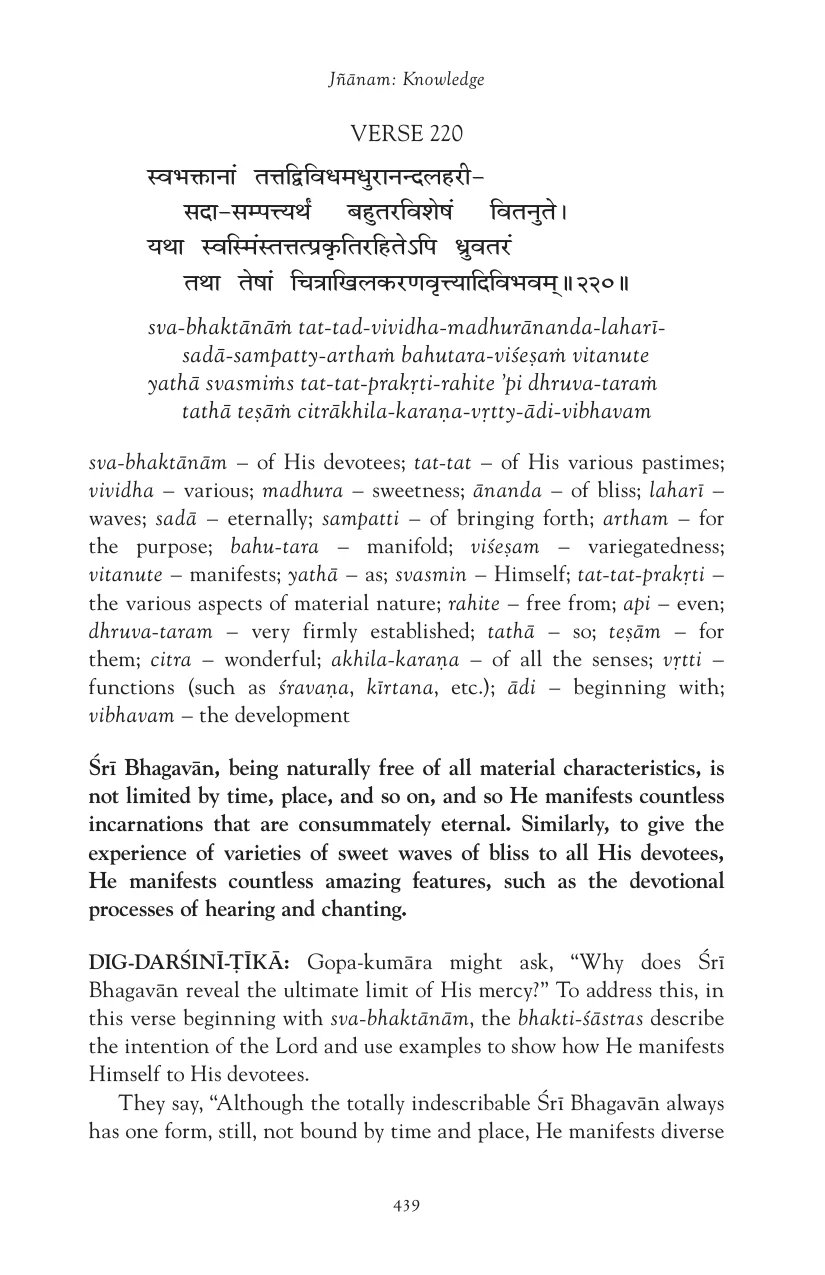 Jñānam: Knowledge
VERSE 220
स्वभक्तानां तत्तद्विविधमधुरानन्दलहरी-
सदा-सम्पत्त्यर्थं बहुतरविशेषं वितनुते।
यथा स्वस्मिंस्तत्तत्प्रकृतिरहितेऽपि ध्रुवतरं
तथा तेषां चित्राखिलकरणवृत्त्यादिविभवम्॥२२०॥
sva-bhaktānāṁ tat-tad-vividha-madhurānanda-laharī-
sadā-sampatty-arthaṁ bahutara-viśeṣaṁ vitanute
yathā svasmiṁs tat-tat-prakṛti-rahite ’pi dhruva-taraṁ
tathā teṣāṁ citrākhila-karaṇa-vṛtty-ādi-vibhavam
sva-bhaktānām – of His devotees; tat-tat – of His various pastimes;
vividha – various; madhura – sweetness; ānanda – of bliss; laharī –
waves; sadā – eternally; sampatti – of bringing forth; artham – for
the purpose; bahu-tara – manifold; viśeṣam – variegatedness;
vitanute – manifests; yathā – as; svasmin – Himself; tat-tat-prakṛti –
the various aspects of material nature; rahite – free from; api – even;
dhruva-taram – very firmly established; tathā – so; teṣām – for
them; citra – wonderful; akhila-karaṇa – of all the senses; vṛtti –
functions (such as śravaṇa, kīrtana, etc.); ādi – beginning with;
vibhavam – the development
Śrī Bhagavān, being naturally free of all material characteristics, is
not limited by time, place, and so on, and so He manifests countless
incarnations that are consummately eternal. Similarly, to give the
experience of varieties of sweet waves of bliss to all His devotees,
He manifests countless amazing features, such as the devotional
processes of hearing and chanting.
DIG-DARŚINĪ-ṬĪKĀ: Gopa-kumāra might ask, “Why does Śrī
Bhagavān reveal the ultimate limit of His mercy?” To address this, in
this verse beginning with sva-bhaktānām, the bhakti-śāstras describe
the intention of the Lord and use examples to show how He manifests
Himself to His devotees.
They say, “Although the totally indescribable Śrī Bhagavān always
has one form, still, not bound by time and place, He manifests diverse
439